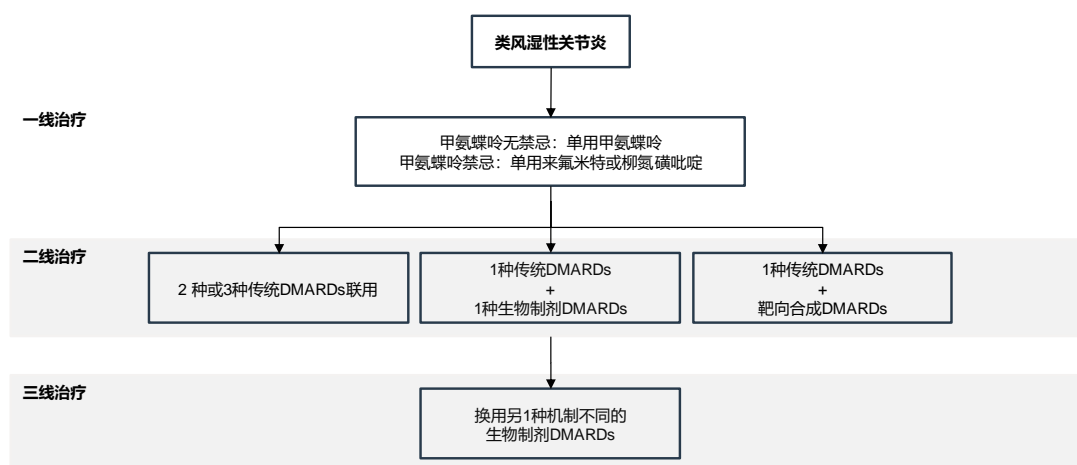 类风湿性关节炎
一线治疗
甲氨蝶呤无禁忌：单用甲氨蝶呤
甲氨蝶呤禁忌：单用来氟米特或柳氮磺吡啶
二线治疗
2 种或3种传统DMARDs联用
1种传统DMARDs
+
1种生物制剂DMARDs
1种传统DMARDs
+
靶向合成DMARDs
三线治疗
换用另1种机制不同的
生物制剂DMARDs